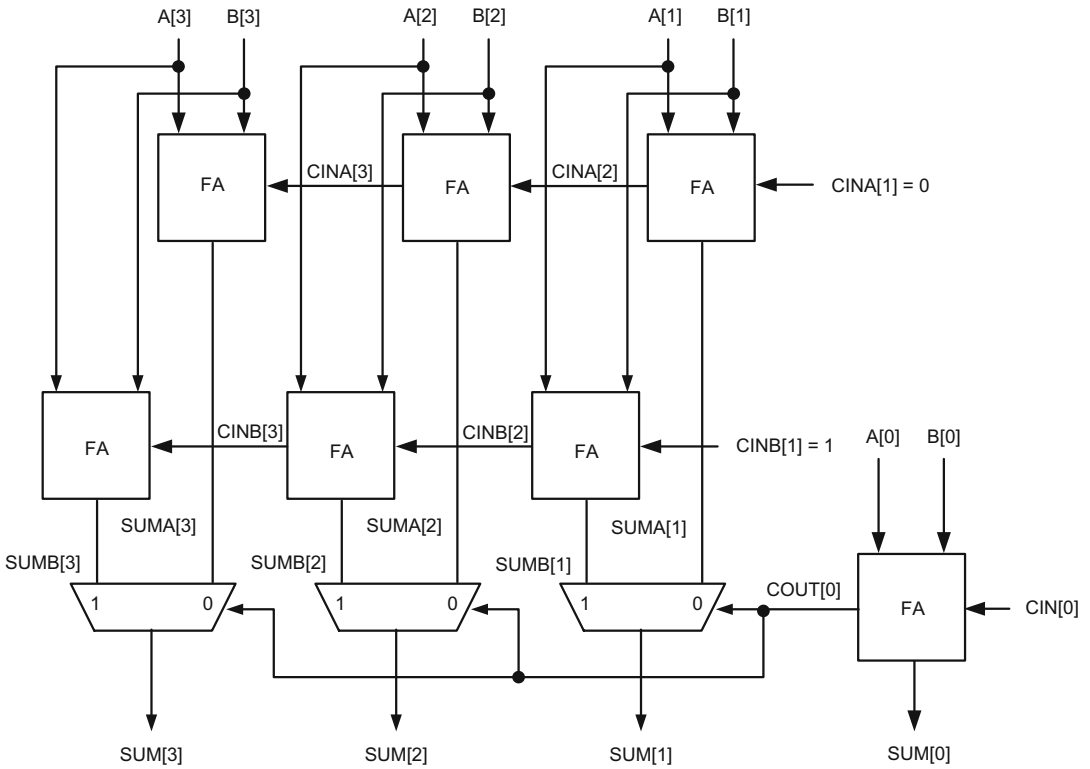 A[3] B[3] A[2] B[2] A[1] B[1]
FA CINA[3] FA CINA[2] FA CINA[1] = 0
FA CINB[3] FA CINB[2] FA CINB[1] = 1
A[0] B[0]
SUMA[3] SUMA[2] SUMA[1]
SUMB[3] SUMB[2] SUMB[1]
1 0 1 0 1 0
COUT[0] FA CIN[0]
SUM[3] SUM[2] SUM[1] SUM[0]